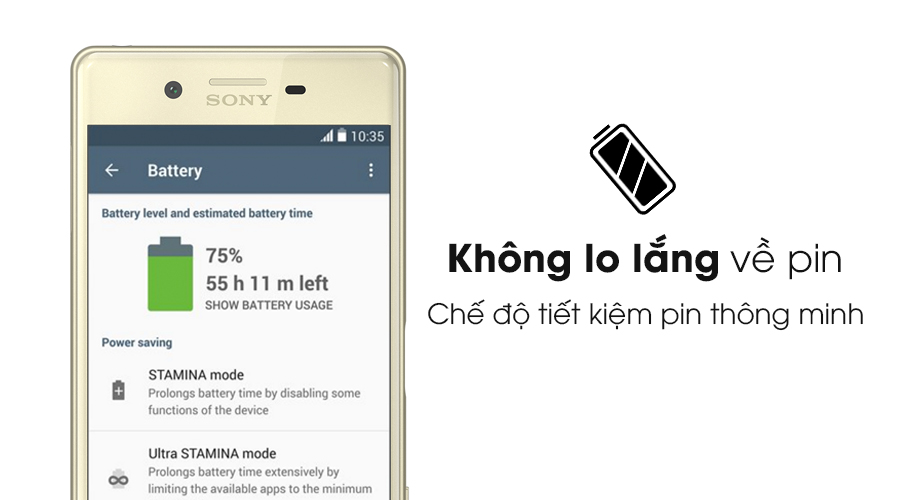 SONY
10:35
Battery
Battery level and estimated battery time
75%
55 h 11 m left
SHOW BATTERY USAGE
Power saving
STAMINA mode
Prolongs battery time by disabling some
functions of the device
Ultra STAMINA mode
Prolongs battery time extensively by
limiting the available apps to the minimum
Không lo lắng về pin
Chế độ tiết kiệm pin thông minh